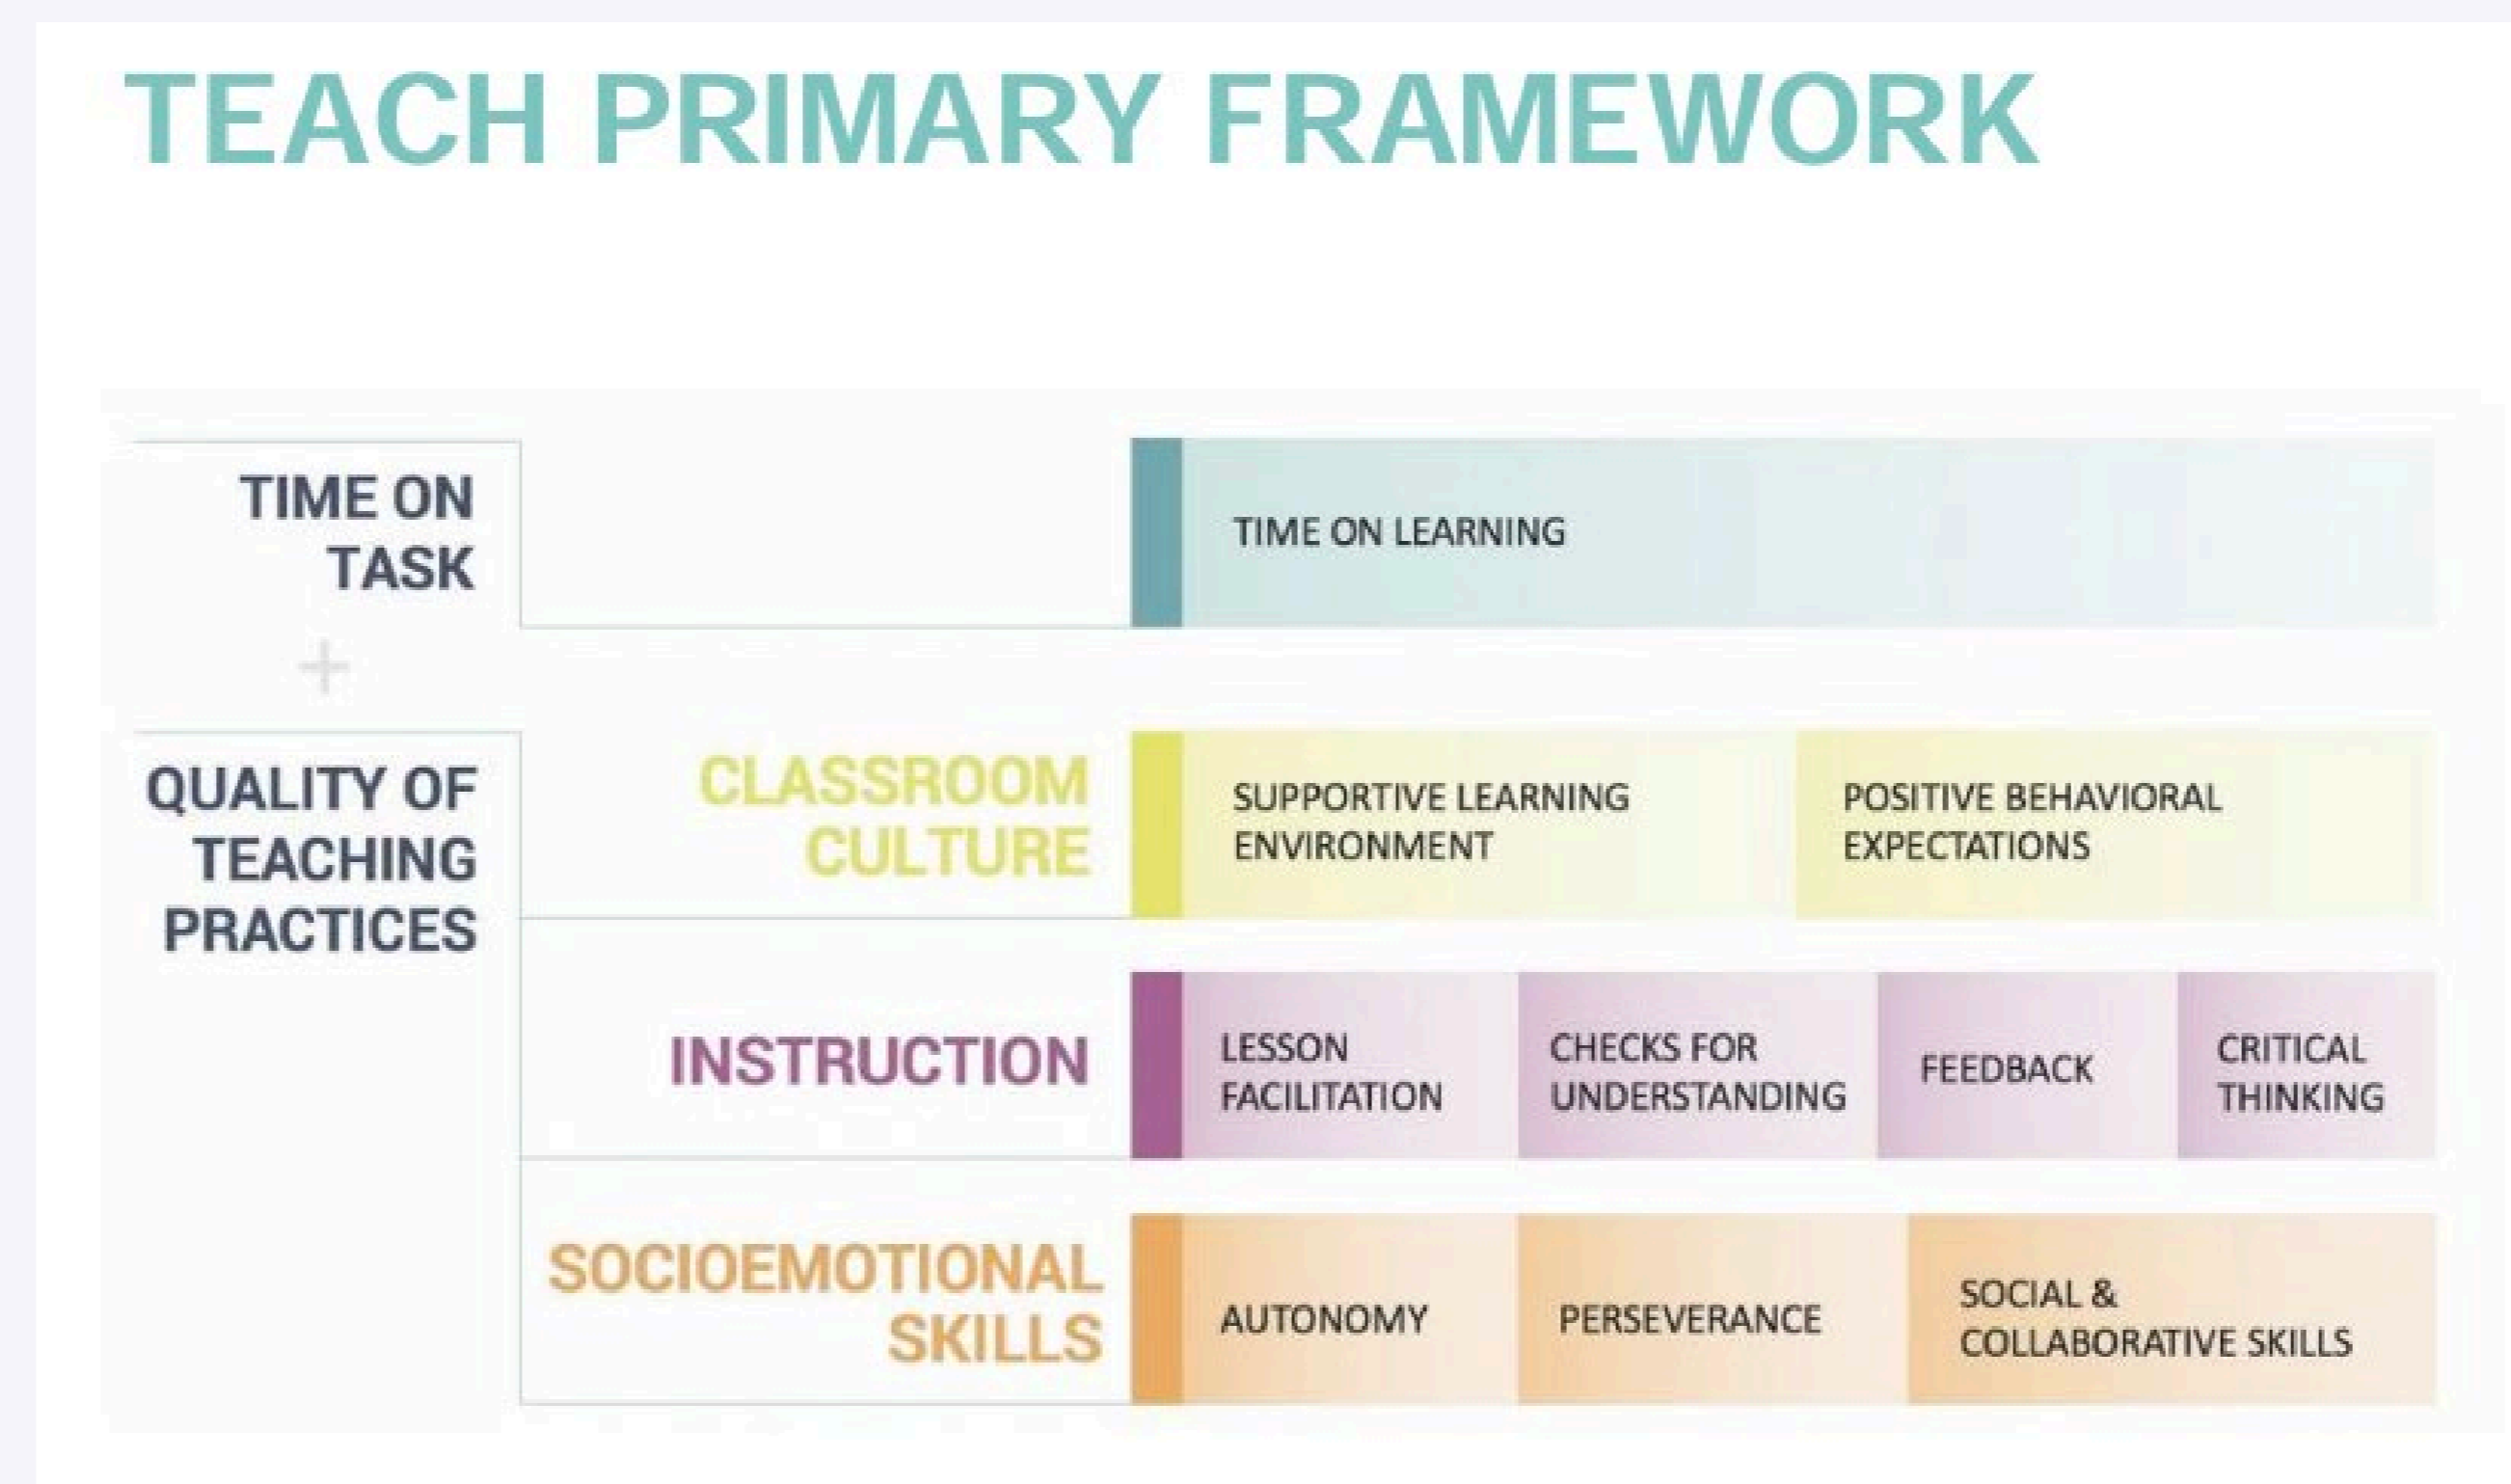 TEACH PRIMARY FRAMEWORK
TIME ON
TASK
TIME ON LEARNING
+
QUALITY OF
TEACHING
PRACTICES
CLASSROOM
CULTURE
SUPPORTIVE LEARNING
ENVIRONMENT
POSITIVE BEHAVIORAL
EXPECTATIONS
INSTRUCTION
LESSON
FACILITATION
CHECKS FOR
UNDERSTANDING
FEEDBACK
CRITICAL
THINKING
SOCIOEMOTIONAL
SKILLS
AUTONOMY
PERSEVERANCE
SOCIAL &
COLLABORATIVE SKILLS